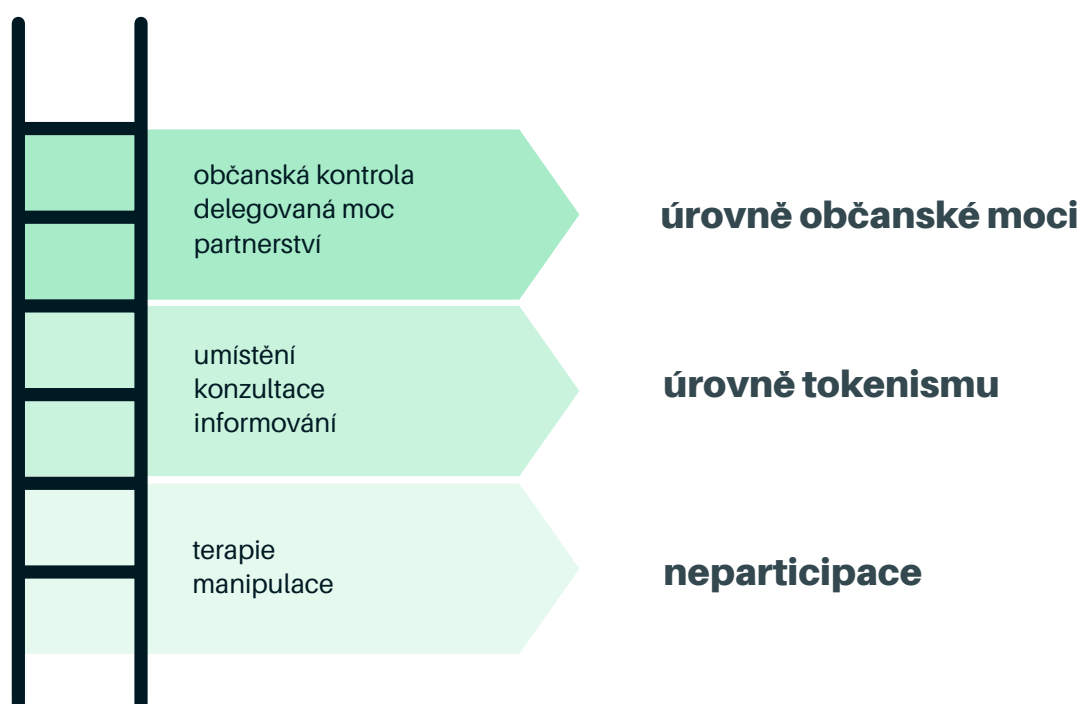 občanská kontrola
delegovaná moc
partnerství
úrovně občanské moci
umístění
konzultace
informování
úrovně tokenismu
terapie
manipulace
neparticipace